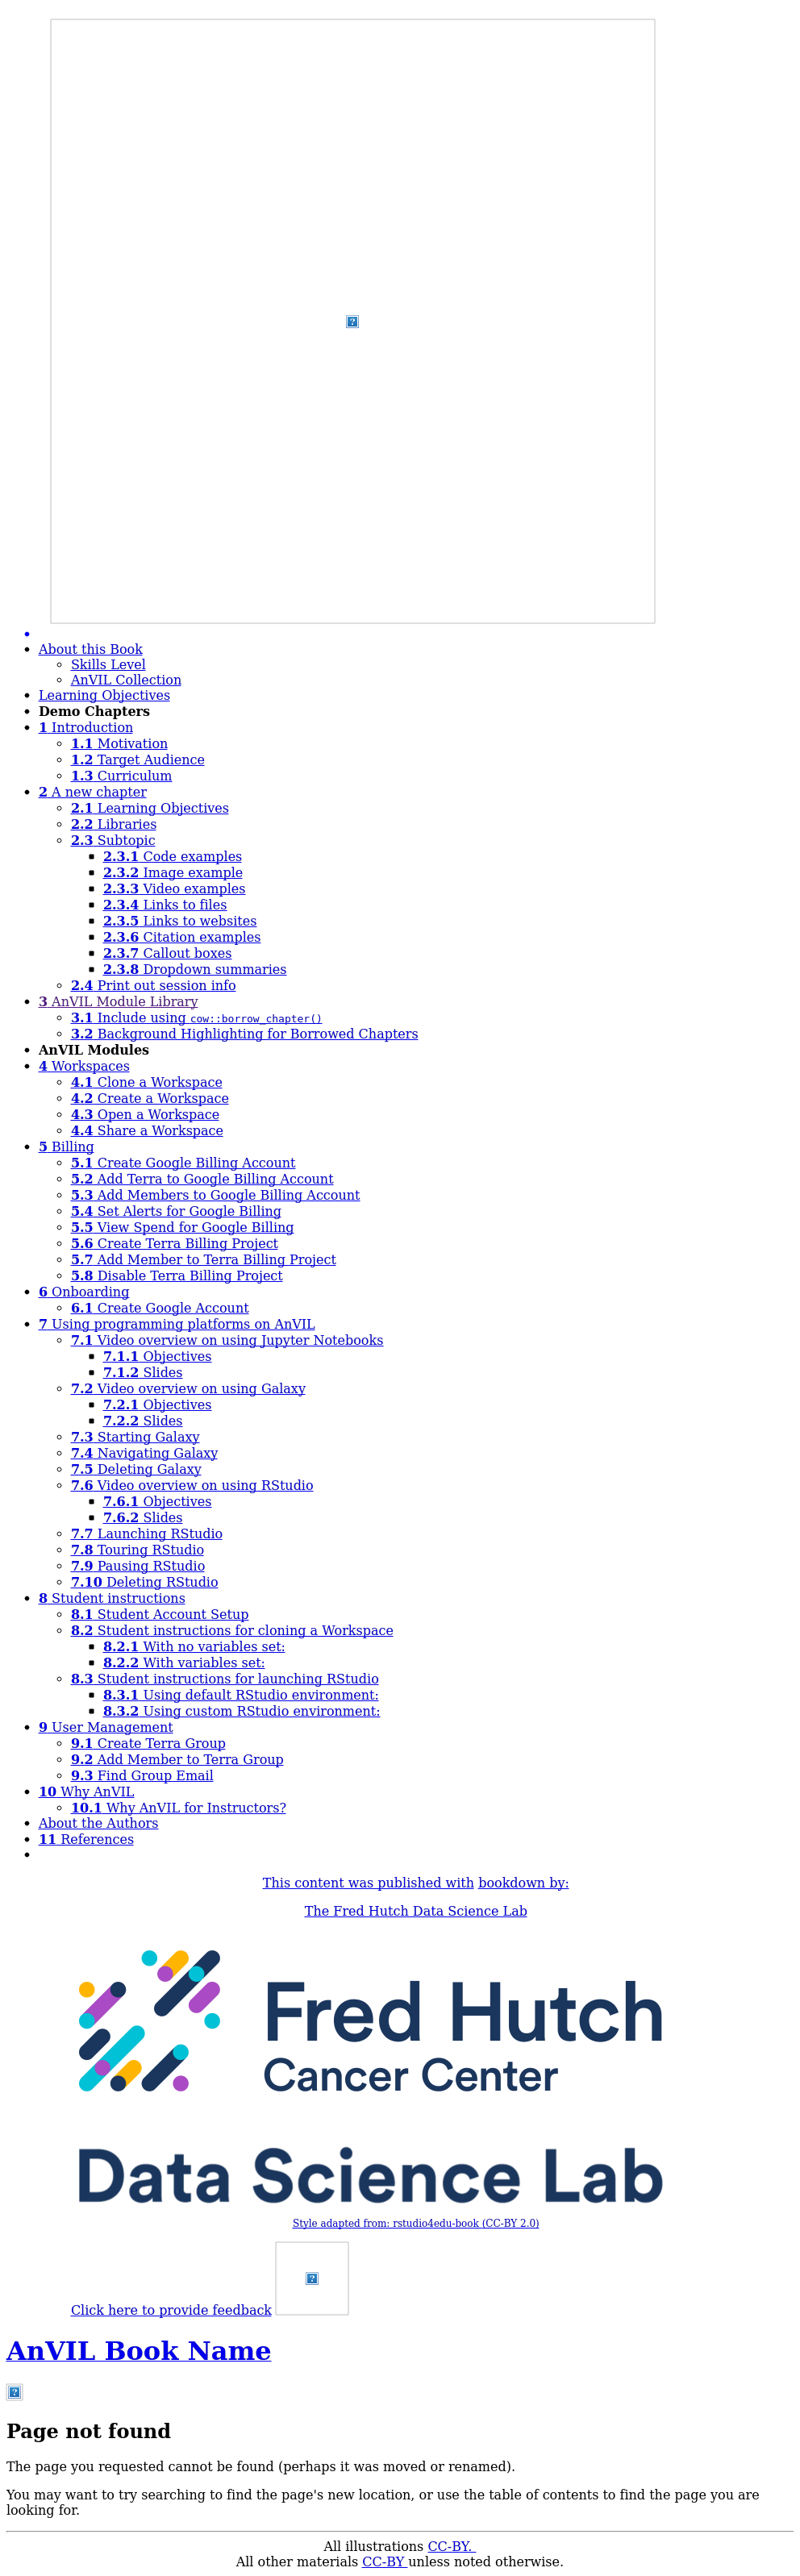 About this Book
Skills Level
AnVIL Collection
Learning Objectives
Demo Chapters
1 Introduction
1.1 Motivation
1.2 Target Audience
1.3 Curriculum
2 A new chapter
2.1 Learning Objectives
2.2 Libraries
2.3 Subtopic
2.3.1 Code examples
2.3.2 Image example
2.3.3 Video examples
2.3.4 Links to files
2.3.5 Links to websites
2.3.6 Citation examples
2.3.7 Callout boxes
2.3.8 Dropdown summaries
2.4 Print out session info
3 AnVIL Module Library
3.1 Include using cow::borrow_chapter()
3.2 Background Highlighting for Borrowed Chapters
AnVIL Modules
4 Workspaces
4.1 Clone a Workspace
4.2 Create a Workspace
4.3 Open a Workspace
4.4 Share a Workspace
5 Billing
5.1 Create Google Billing Account
5.2 Add Terra to Google Billing Account
5.3 Add Members to Google Billing Account
5.4 Set Alerts for Google Billing
5.5 View Spend for Google Billing
5.6 Create Terra Billing Project
5.7 Add Member to Terra Billing Project
5.8 Disable Terra Billing Project
6 Onboarding
6.1 Create Google Account
7 Using programming platforms on AnVIL
7.1 Video overview on using Jupyter Notebooks
7.1.1 Objectives
7.1.2 Slides
7.2 Video overview on using Galaxy
7.2.1 Objectives
7.2.2 Slides
7.3 Starting Galaxy
7.4 Navigating Galaxy
7.5 Deleting Galaxy
7.6 Video overview on using RStudio
7.6.1 Objectives
7.6.2 Slides
7.7 Launching RStudio
7.8 Touring RStudio
7.9 Pausing RStudio
7.10 Deleting RStudio
8 Student instructions
8.1 Student Account Setup
8.2 Student instructions for cloning a Workspace
8.2.1 With no variables set:
8.2.2 With variables set:
8.3 Student instructions for launching RStudio
8.3.1 Using default RStudio environment:
8.3.2 Using custom RStudio environment:
9 User Management
9.1 Create Terra Group
9.2 Add Member to Terra Group
9.3 Find Group Email
10 Why AnVIL
10.1 Why AnVIL for Instructors?
About the Authors
11 References
This content was published with bookdown by:
The Fred Hutch Data Science Lab
Fred Hutch
Cancer Center
Data Science Lab
Style adapted from: rstudio4edu-book (CC-BY 2.0)
Click here to provide feedback
AnVIL Book Name
Page not found
The page you requested cannot be found (perhaps it was moved or renamed).
You may want to try searching to find the page's new location, or use the table of contents to find the page you are
looking for.
All illustrations CC-BY.
All other materials CC-BY unless noted otherwise.